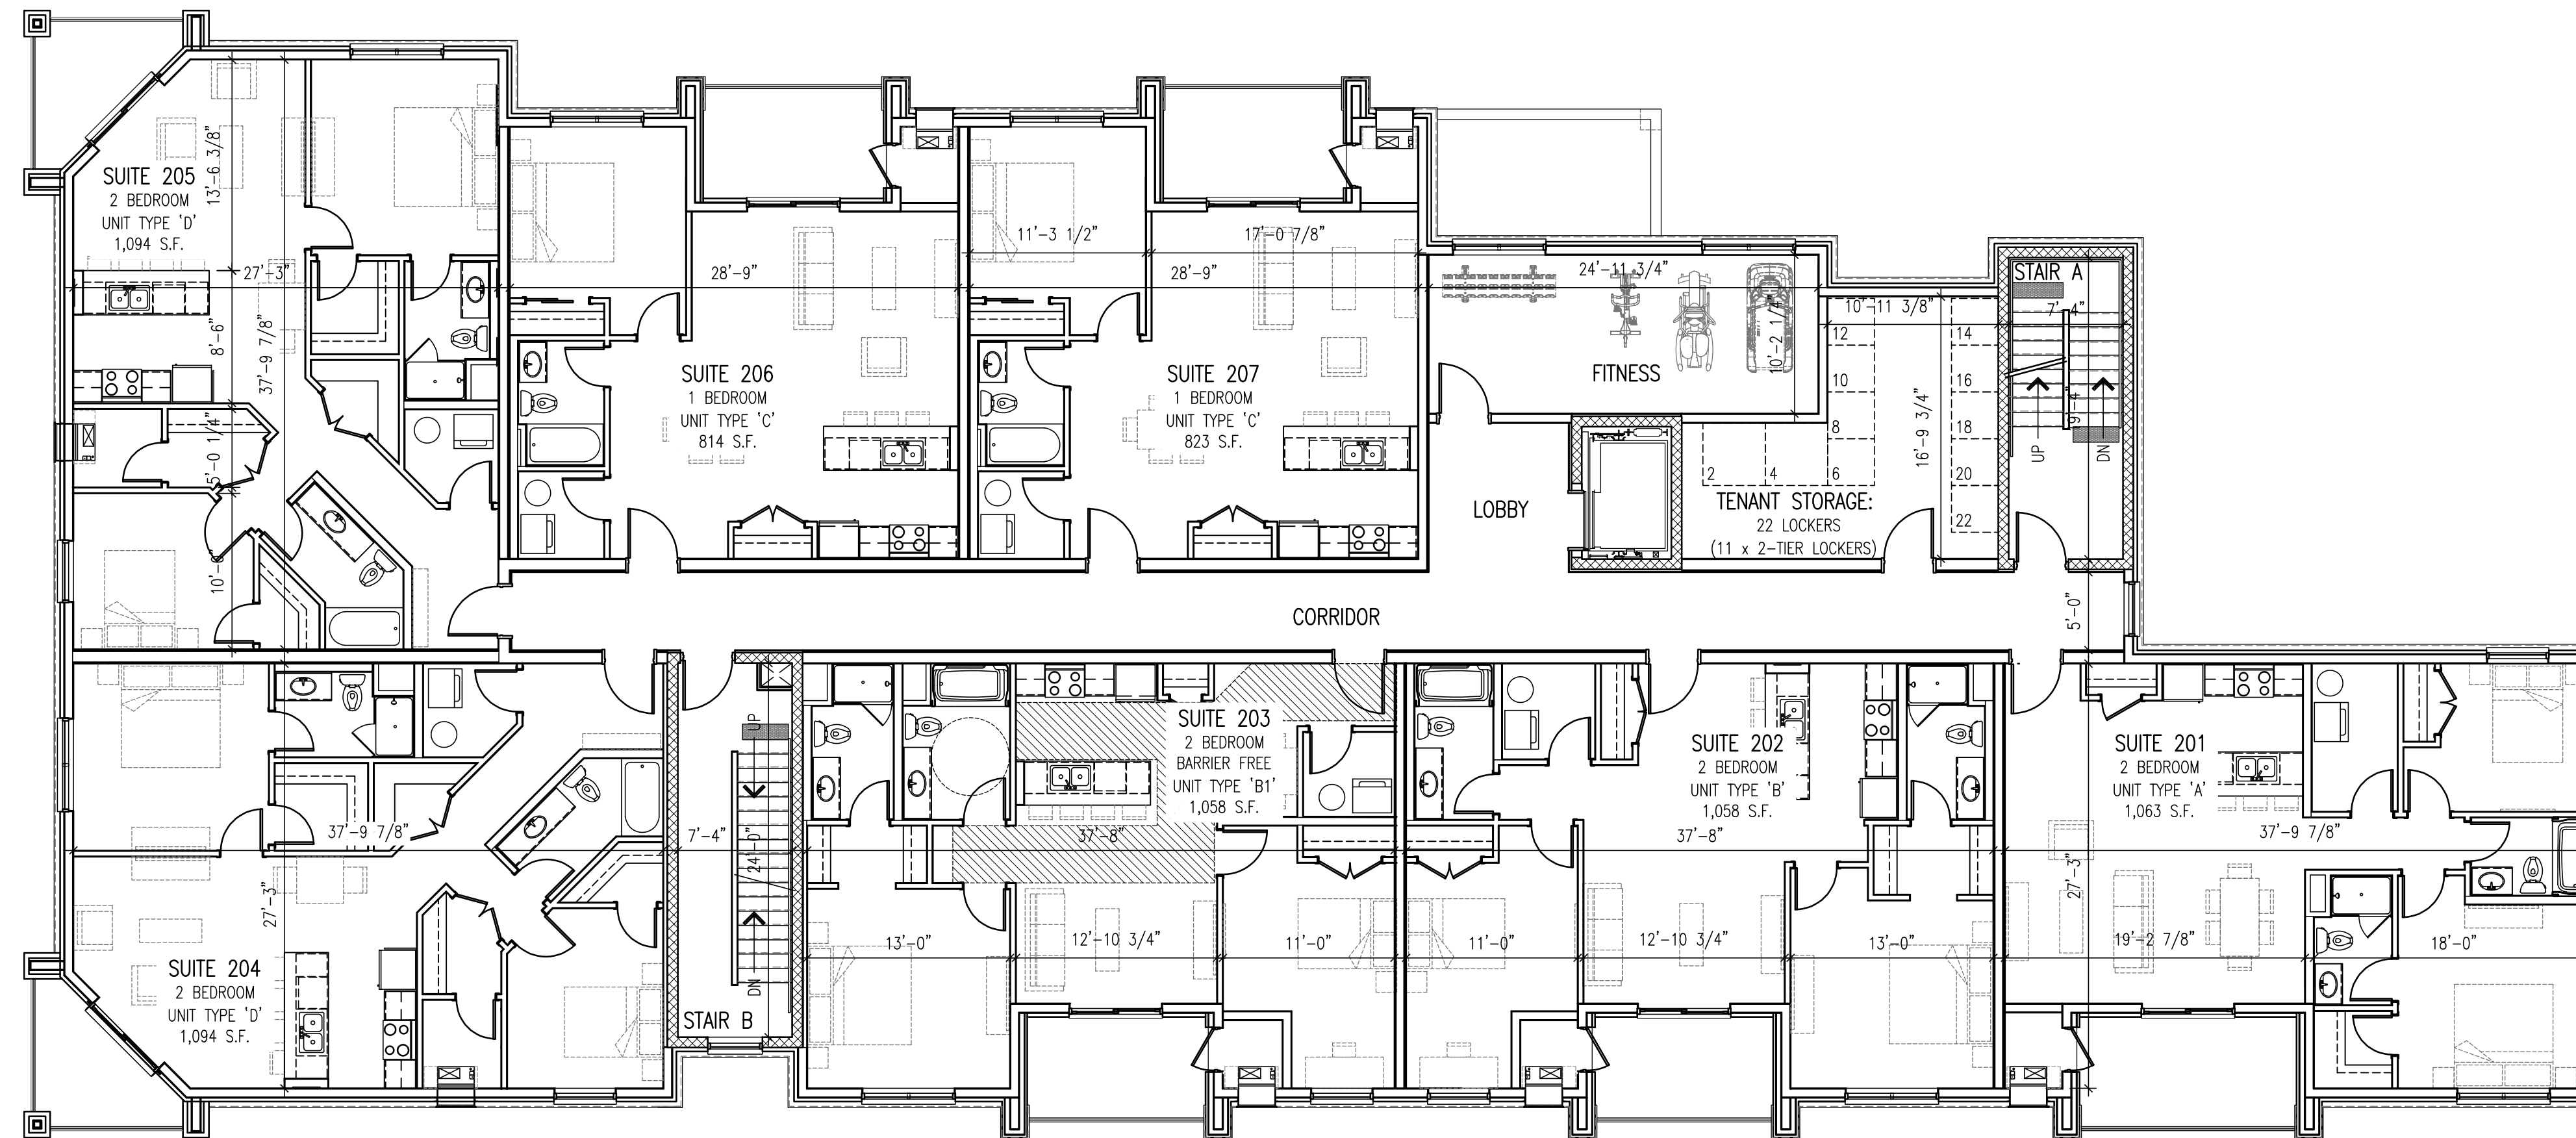 SUITE 205
2 BEDROOM
UNIT TYPE 'D'
1,094 S.F.
13'-6 3/8"
27'-3"
8'-6"
37'-9 7/8"
5'-0 1/4"
10'-0"
28'-9"
SUITE 206
1 BEDROOM
UNIT TYPE 'C'
814 S.F.
11'-3 1/2"
17'-0 7/8"
28'-9"
SUITE 207
1 BEDROOM
UNIT TYPE 'C'
823 S.F.
24'-11 3/4"
10'-2 1/4"
FITNESS
LOBBY
10'-11 3/8"
12
14
10
16
8
18
2
4
6
20
22
16'-9 3/4"
TENANT STORAGE:
22 LOCKERS
(11 x 2-TIER LOCKERS)
STAIR A
7'-4"
UP
DN
CORRIDOR
5'-0"
37'-9 7/8"
27'-3"
SUITE 204
2 BEDROOM
UNIT TYPE 'D'
1,094 S.F.
UP
7'-4"
24'-0"
DN
STAIR B
SUITE 203
2 BEDROOM
BARRIER FREE
UNIT TYPE 'B1'
1,058 S.F.
37'-8"
13'-0"
12'-10 3/4"
11'-0"
SUITE 202
2 BEDROOM
UNIT TYPE 'B'
1,058 S.F.
37'-8"
11'-0"
12'-10 3/4"
13'-0"
SUITE 201
2 BEDROOM
UNIT TYPE 'A'
1,063 S.F.
37'-9 7/8"
27'-3"
19'-2 7/8"
18'-0"